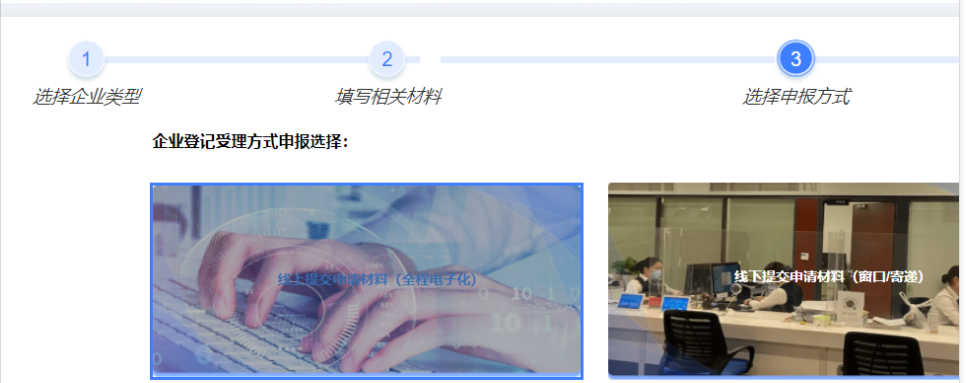 1
2
3
选择企业类型
填写相关材料
选择申报方式
企业登记受理方式申报选择：
线上提交申请材料（全程电子化）
线下提交申请材料（窗口/寄递）